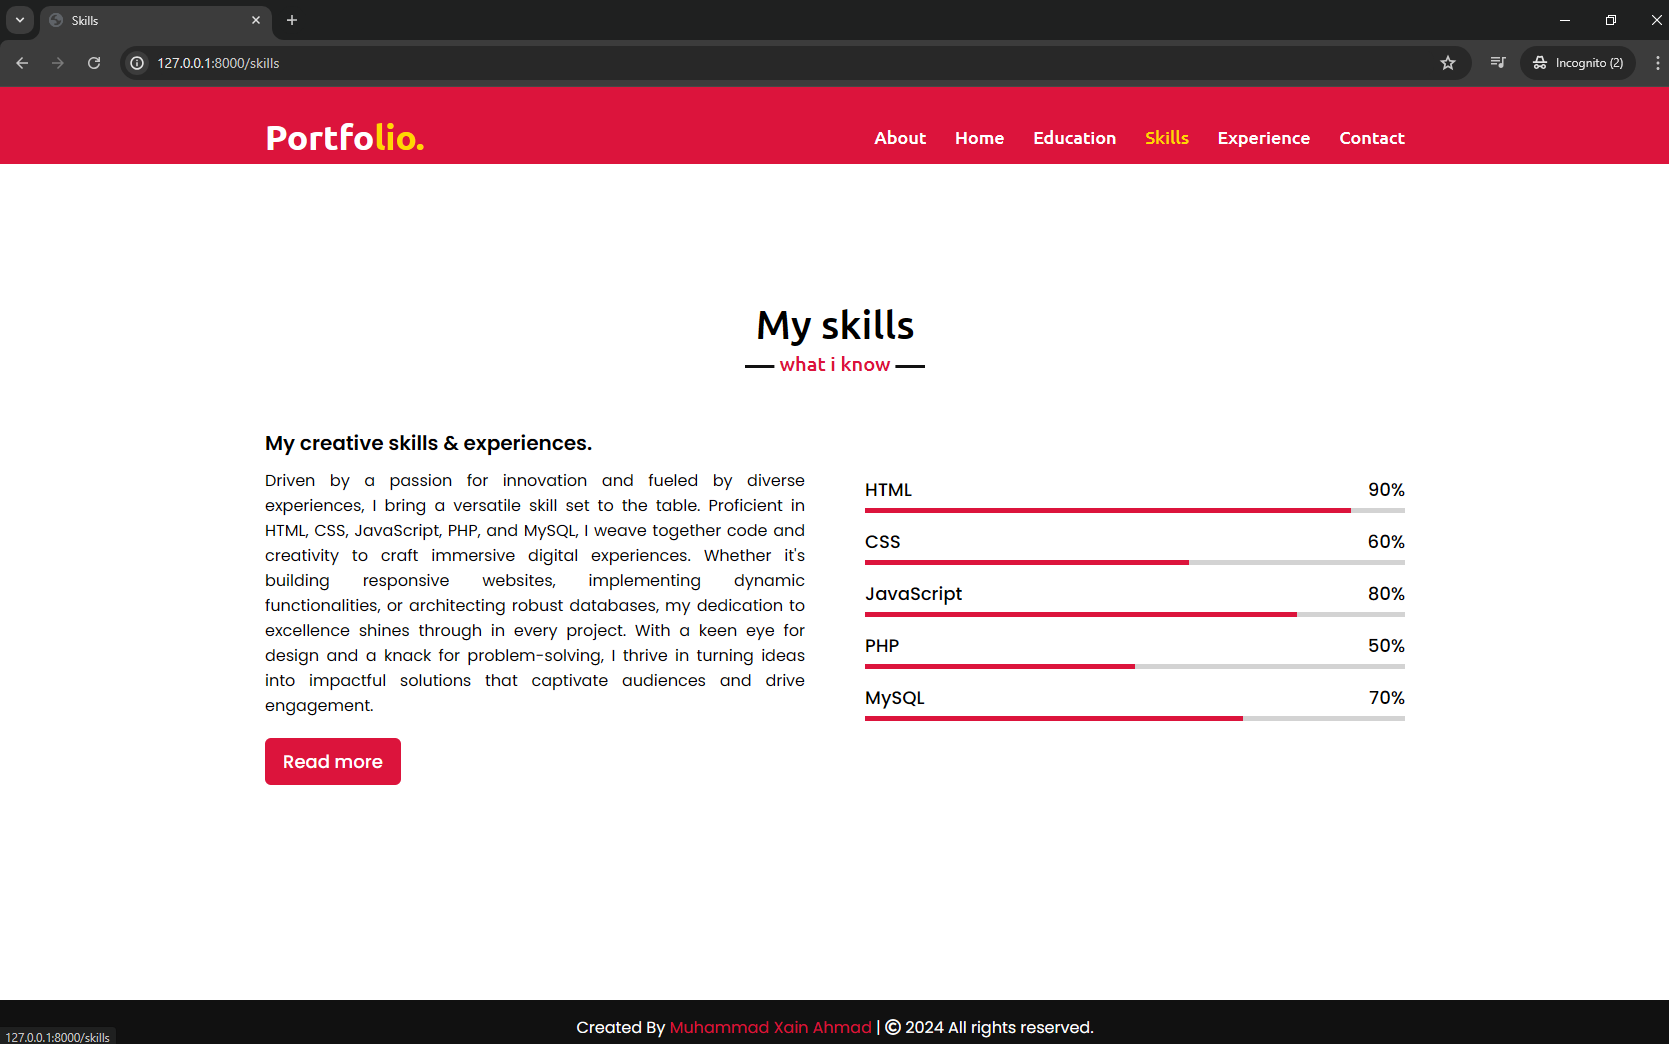 Skills
127.0.0.1:8000/skills
Incognito (2)
Portfolio.
About Home Education Skills Experience Contact
My skills
what i know
My creative skills & experiences.
Driven by a passion for innovation and fueled by diverse
experiences, I bring a versatile skill set to the table. Proficient in
HTML, CSS, JavaScript, PHP, and MySQL, I weave together code and
creativity to craft immersive digital experiences. Whether it's
building responsive websites, implementing dynamic
functionalities, or architecting robust databases, my dedication to
excellence shines through in every project. With a keen eye for
design and a knack for problem-solving, I thrive in turning ideas
into impactful solutions that captivate audiences and drive
engagement.
Read more
HTML 90%
CSS 60%
JavaScript 80%
PHP 50%
MySQL 70%
Created By Muhammad Xain Ahmad | © 2024 All rights reserved.
127.0.0.1:8000/skills